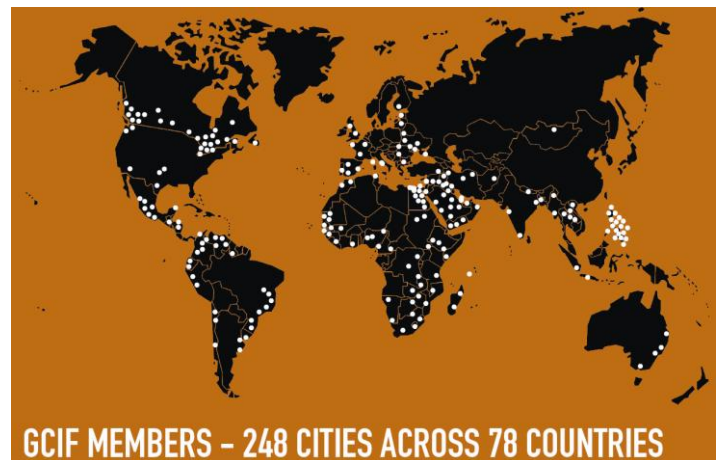 GCIF MEMBERS – 248 CITIES ACROSS 78 COUNTRIES